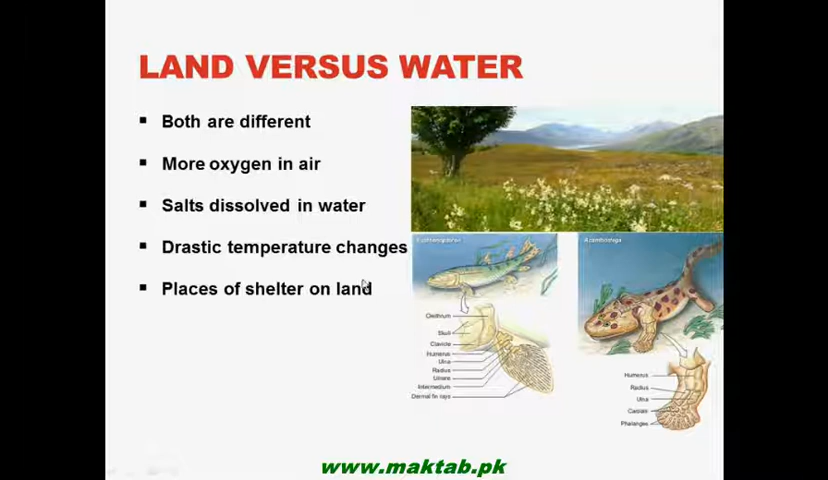 LAND VERSUS WATER
Both are different
More oxygen in air
Salts dissolved in water
Drastic temperature changes
Places of shelter on land
Acanthostega
Cleithrum
Skull
Clavicle
Humerus
Ulna
Radius
Ulnare
Intermedium
Dermal fin rays
Humerus
Radius
Ulna
Carpals
Phalanges
www.maktab.pk